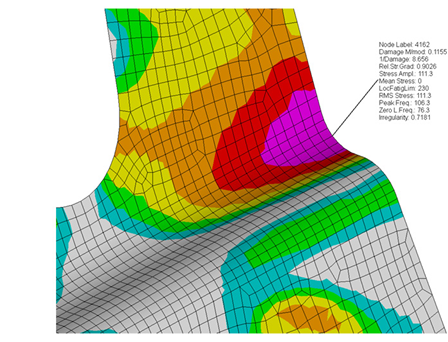 Node Label: 4162
Damage M/mod: 0.1155
1/Damage: 8.656
Rel.Str.Grad: 0.9026
Stress Ampl.: 111.3
Mean Stress: 0
LocFatigLim: 230
RMS Stress: 111.3
Peak Freq.: 106.3
Zero L.Freq.: 76.3
Irregularity: 0.7181